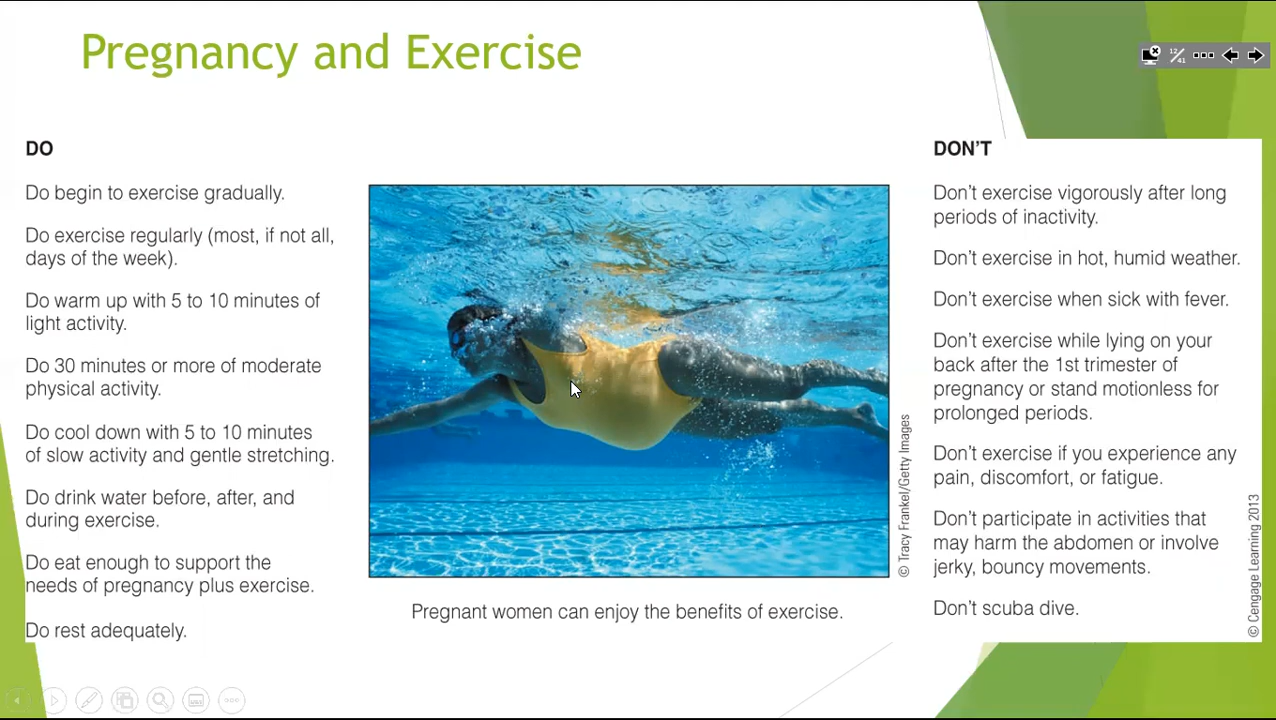 Pregnancy and Exercise
12/41
DO
Do begin to exercise gradually.
Do exercise regularly (most, if not all,
days of the week).
Do warm up with 5 to 10 minutes of
light activity.
Do 30 minutes or more of moderate
physical activity.
Do cool down with 5 to 10 minutes
of slow activity and gentle stretching.
Do drink water before, after, and
during exercise.
Do eat enough to support the
needs of pregnancy plus exercise.
Do rest adequately.
© Tracy Frankel/Getty Images
Pregnant women can enjoy the benefits of exercise.
DON’T
Don’t exercise vigorously after long
periods of inactivity.
Don’t exercise in hot, humid weather.
Don’t exercise when sick with fever.
Don’t exercise while lying on your
back after the 1st trimester of
pregnancy or stand motionless for
prolonged periods.
Don’t exercise if you experience any
pain, discomfort, or fatigue.
Don’t participate in activities that
may harm the abdomen or involve
jerky, bouncy movements.
Don’t scuba dive.
© Cengage Learning 2013